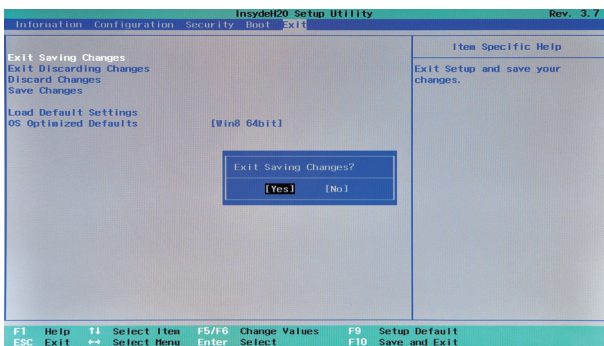 InsydeH20 Setup Utility Rev. 3.7
Information Configuration Security Boot Exit
Item Specific Help
Exit Saving Changes
Exit Discarding Changes
Discard Changes
Save Changes
Load Default Settings
OS Optimized Defaults [Win8 64bit]
Exit Setup and save your
changes.
Exit Saving Changes?
[Yes] [No]
F1 Help ↑↓ Select Item F5/F6 Change Values F9 Setup Default
ESC Exit ↔ Select Menu Enter Select F10 Save and Exit